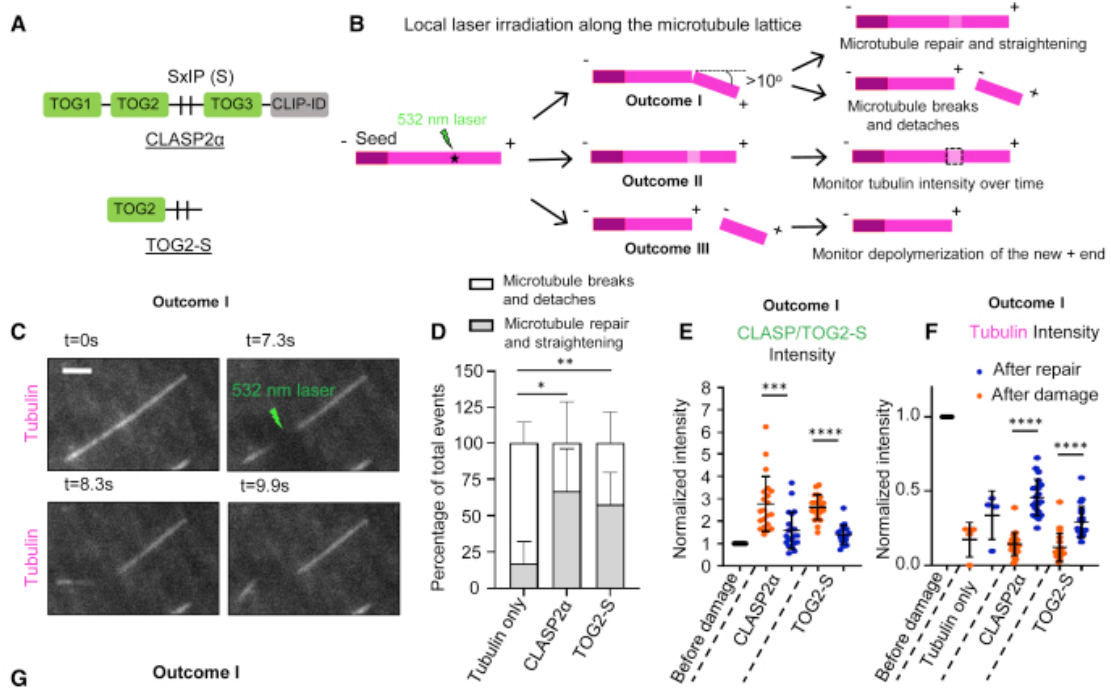 A
SxIP (S)
TOG1 TOG2 TOG3 CLIP-ID
CLASP2α
TOG2
TOG2-S
B Local laser irradiation along the microtubule lattice
532 nm laser
- Seed +
- >10° +
Outcome I
- +
Microtubule repair and straightening
- + - +
Microtubule breaks
and detaches
- +
Outcome II
- +
Monitor tubulin intensity over time
- + - +
Outcome III
- +
Monitor depolymerization of the new + end
Outcome I
C
t=0s t=7.3s
532 nm laser
Tubulin
t=8.3s t=9.9s
Tubulin
Microtubule breaks
and detaches
Microtubule repair
and straightening
D
** 
*
150
125
100
75
50
25
0
Percentage of total events
Tubulin only
CLASP2α
TOG2-S
Outcome I
E CLASP/TOG2-S
Intensity
*** ****
8
7
6
5
4
3
2
1
0
Normalized intensity
Before damage
CLASP2α
TOG2-S
Outcome I
F Tubulin Intensity
After repair
After damage
**** ****
1.0
0.5
0.0
Normalized intensity
Before damage
Tubulin only
CLASP2α
TOG2-S
G Outcome I